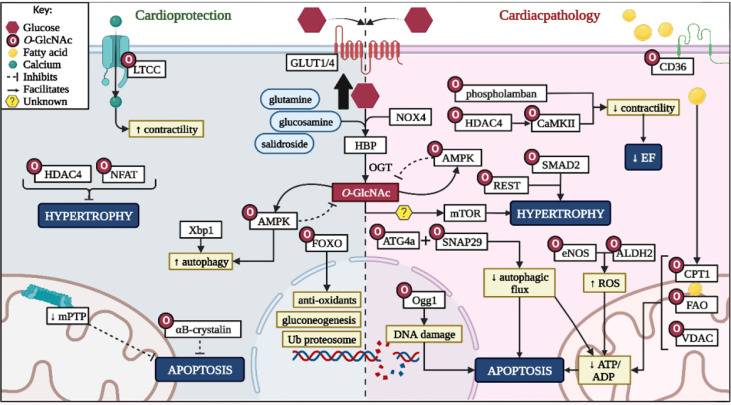 Key:
Glucose
O-GlcNAc
Fatty acid
Calcium
Inhibits
Facilitates
? Unknown
Cardioprotection
Cardiacpathology
O
LTCC
↑ contractility
GLUT1/4
glutamine
glucosamine
salidroside
NOX4
HBP
OGT
O-GlcNAc
O
CD36
O
phospholamban
O
HDAC4
O
CaMKII
↓ contractility
↓ EF
O
AMPK
O
SMAD2
O
REST
?
mTOR
HYPERTROPHY
O
HDAC4
O
NFAT
HYPERTROPHY
Xbp1
O
AMPK
↑ autophagy
O
FOXO
anti-oxidants
gluconeogenesis
Ub proteosome
O
ATG4a
+
O
SNAP29
↓ autophagic
flux
O
eNOS
O
ALDH2
↑ ROS
O
CPT1
O
FAO
O
VDAC
O
Ogg1
DNA damage
↓ mPTP
O
αB-crystalin
APOPTOSIS
APOPTOSIS
↓ ATP/
ADP